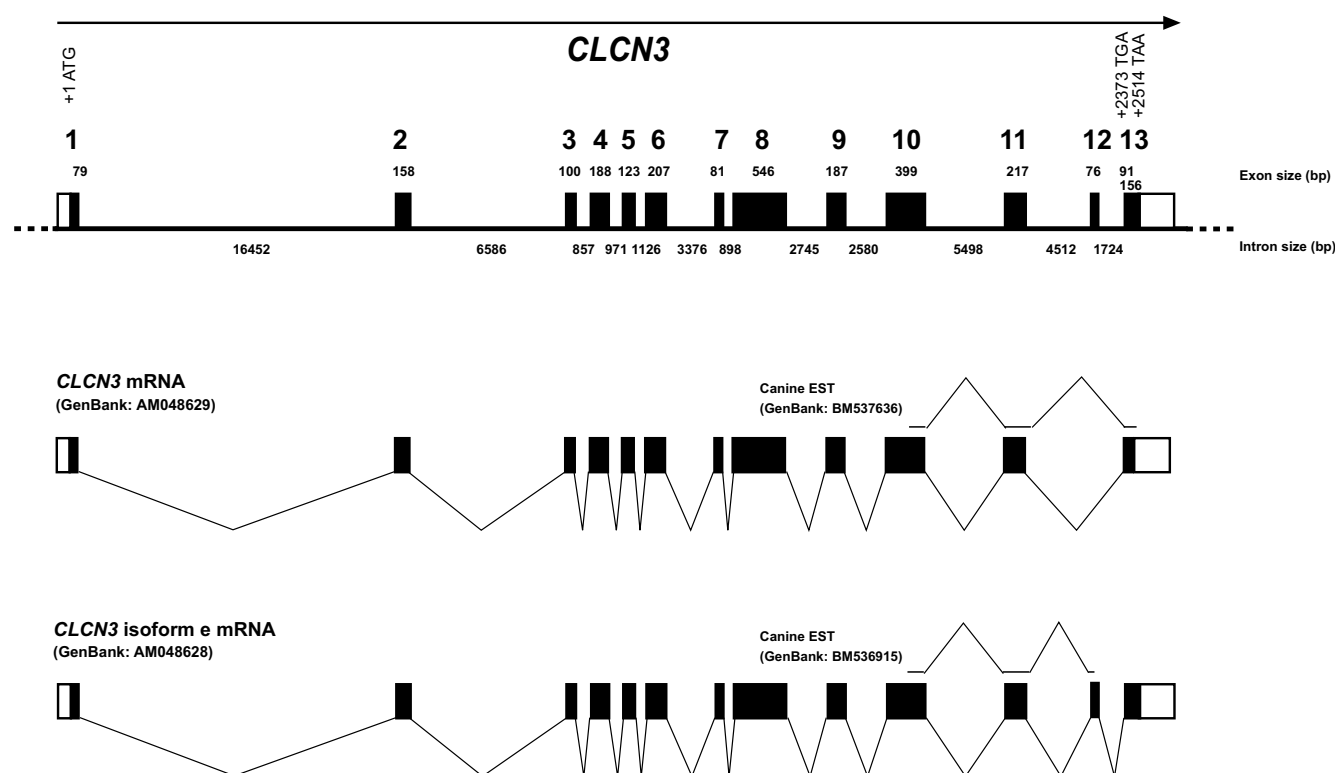 CLCN3
+1 ATG
+2373 TGA
+2514 TAA
1 2 3 4 5 6 7 8 9 10 11 12 13
79 158 100 188 123 207 81 546 187 399 217 76 91
156
Exon size (bp)
16452 6586 857 971 1126 3376 898 2745 2580 5498 4512 1724
Intron size (bp)
CLCN3 mRNA
(GenBank: AM048629)
Canine EST
(GenBank: BM537636)
CLCN3 isoform e mRNA
(GenBank: AM048628)
Canine EST
(GenBank: BM536915)